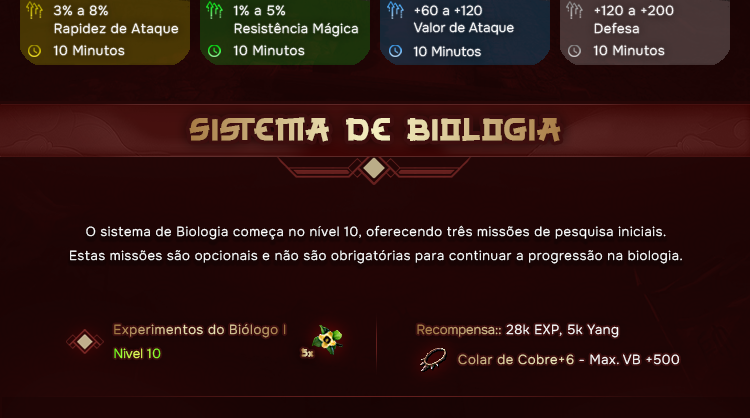 3% a 8%
Rapidez de Ataque
10 Minutos
1% a 5%
Resistência Mágica
10 Minutos
+60 a +120
Valor de Ataque
10 Minutos
+120 a +200
Defesa
10 Minutos
SISTEMA DE BIOLOGIA
O sistema de Biologia começa no nível 10, oferecendo três missões de pesquisa iniciais.
Estas missões são opcionais e não são obrigatórias para continuar a progressão na biologia.
Experimentos do Biólogo I
Nivel 10
5x
Recompensa:: 28k EXP, 5k Yang
Colar de Cobre+6 - Max. VB +500